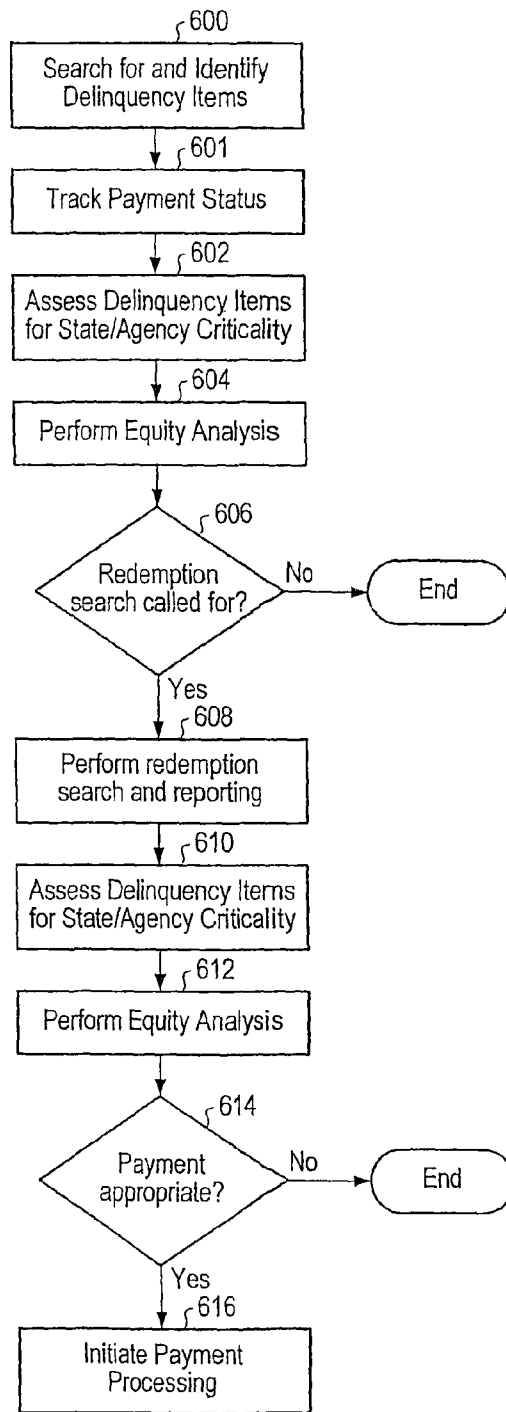 600
Search for and Identify
Delinquency Items
601
Track Payment Status
602
Assess Delinquency Items
for State/Agency Criticality
604
Perform Equity Analysis
606
Redemption
search called for?
No
End
Yes
608
Perform redemption
search and reporting
610
Assess Delinquency Items
for State/Agency Criticality
612
Perform Equity Analysis
614
Payment
appropriate?
No
End
Yes
616
Initiate Payment
Processing